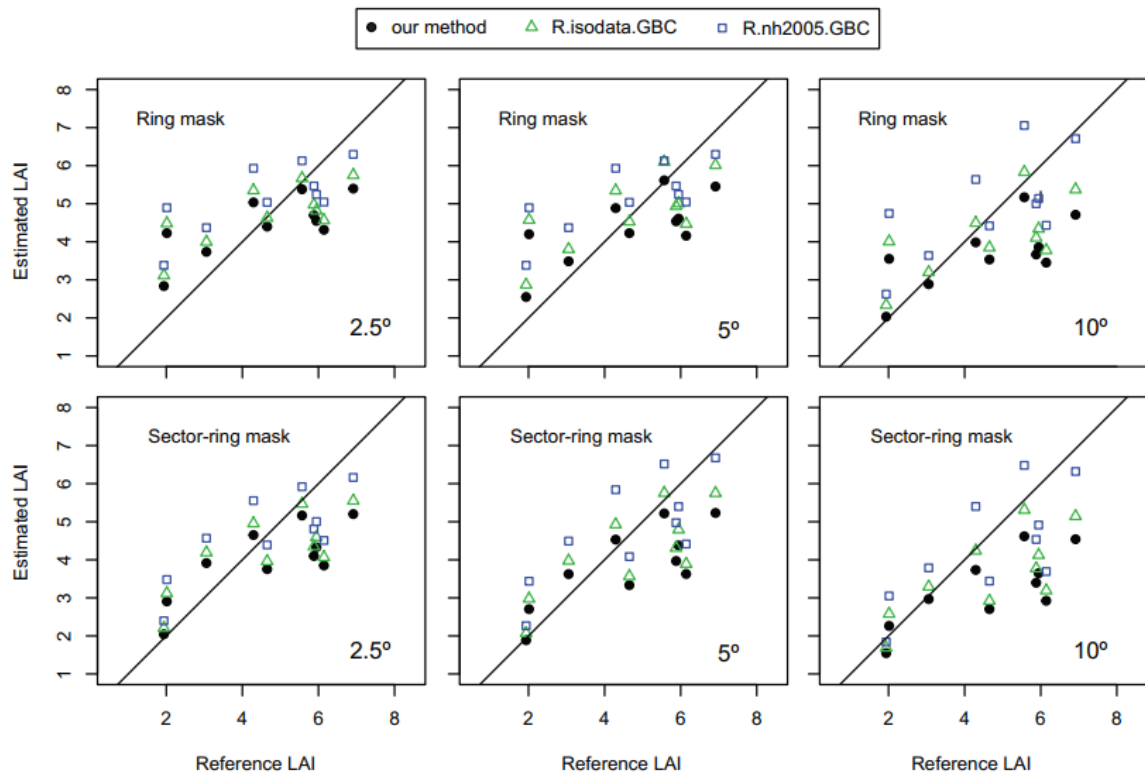 our method R.isodata.GBC R.nh2005.GBC
Estimated LAI
8
7
6
5
4
3
2
1
Ring mask
2.5º
Ring mask
5º
Ring mask
10º
Estimated LAI
8
7
6
5
4
3
2
1
Sector-ring mask
2.5º
Sector-ring mask
5º
Sector-ring mask
10º
2 4 6 8
2 4 6 8
2 4 6 8
Reference LAI
Reference LAI
Reference LAI